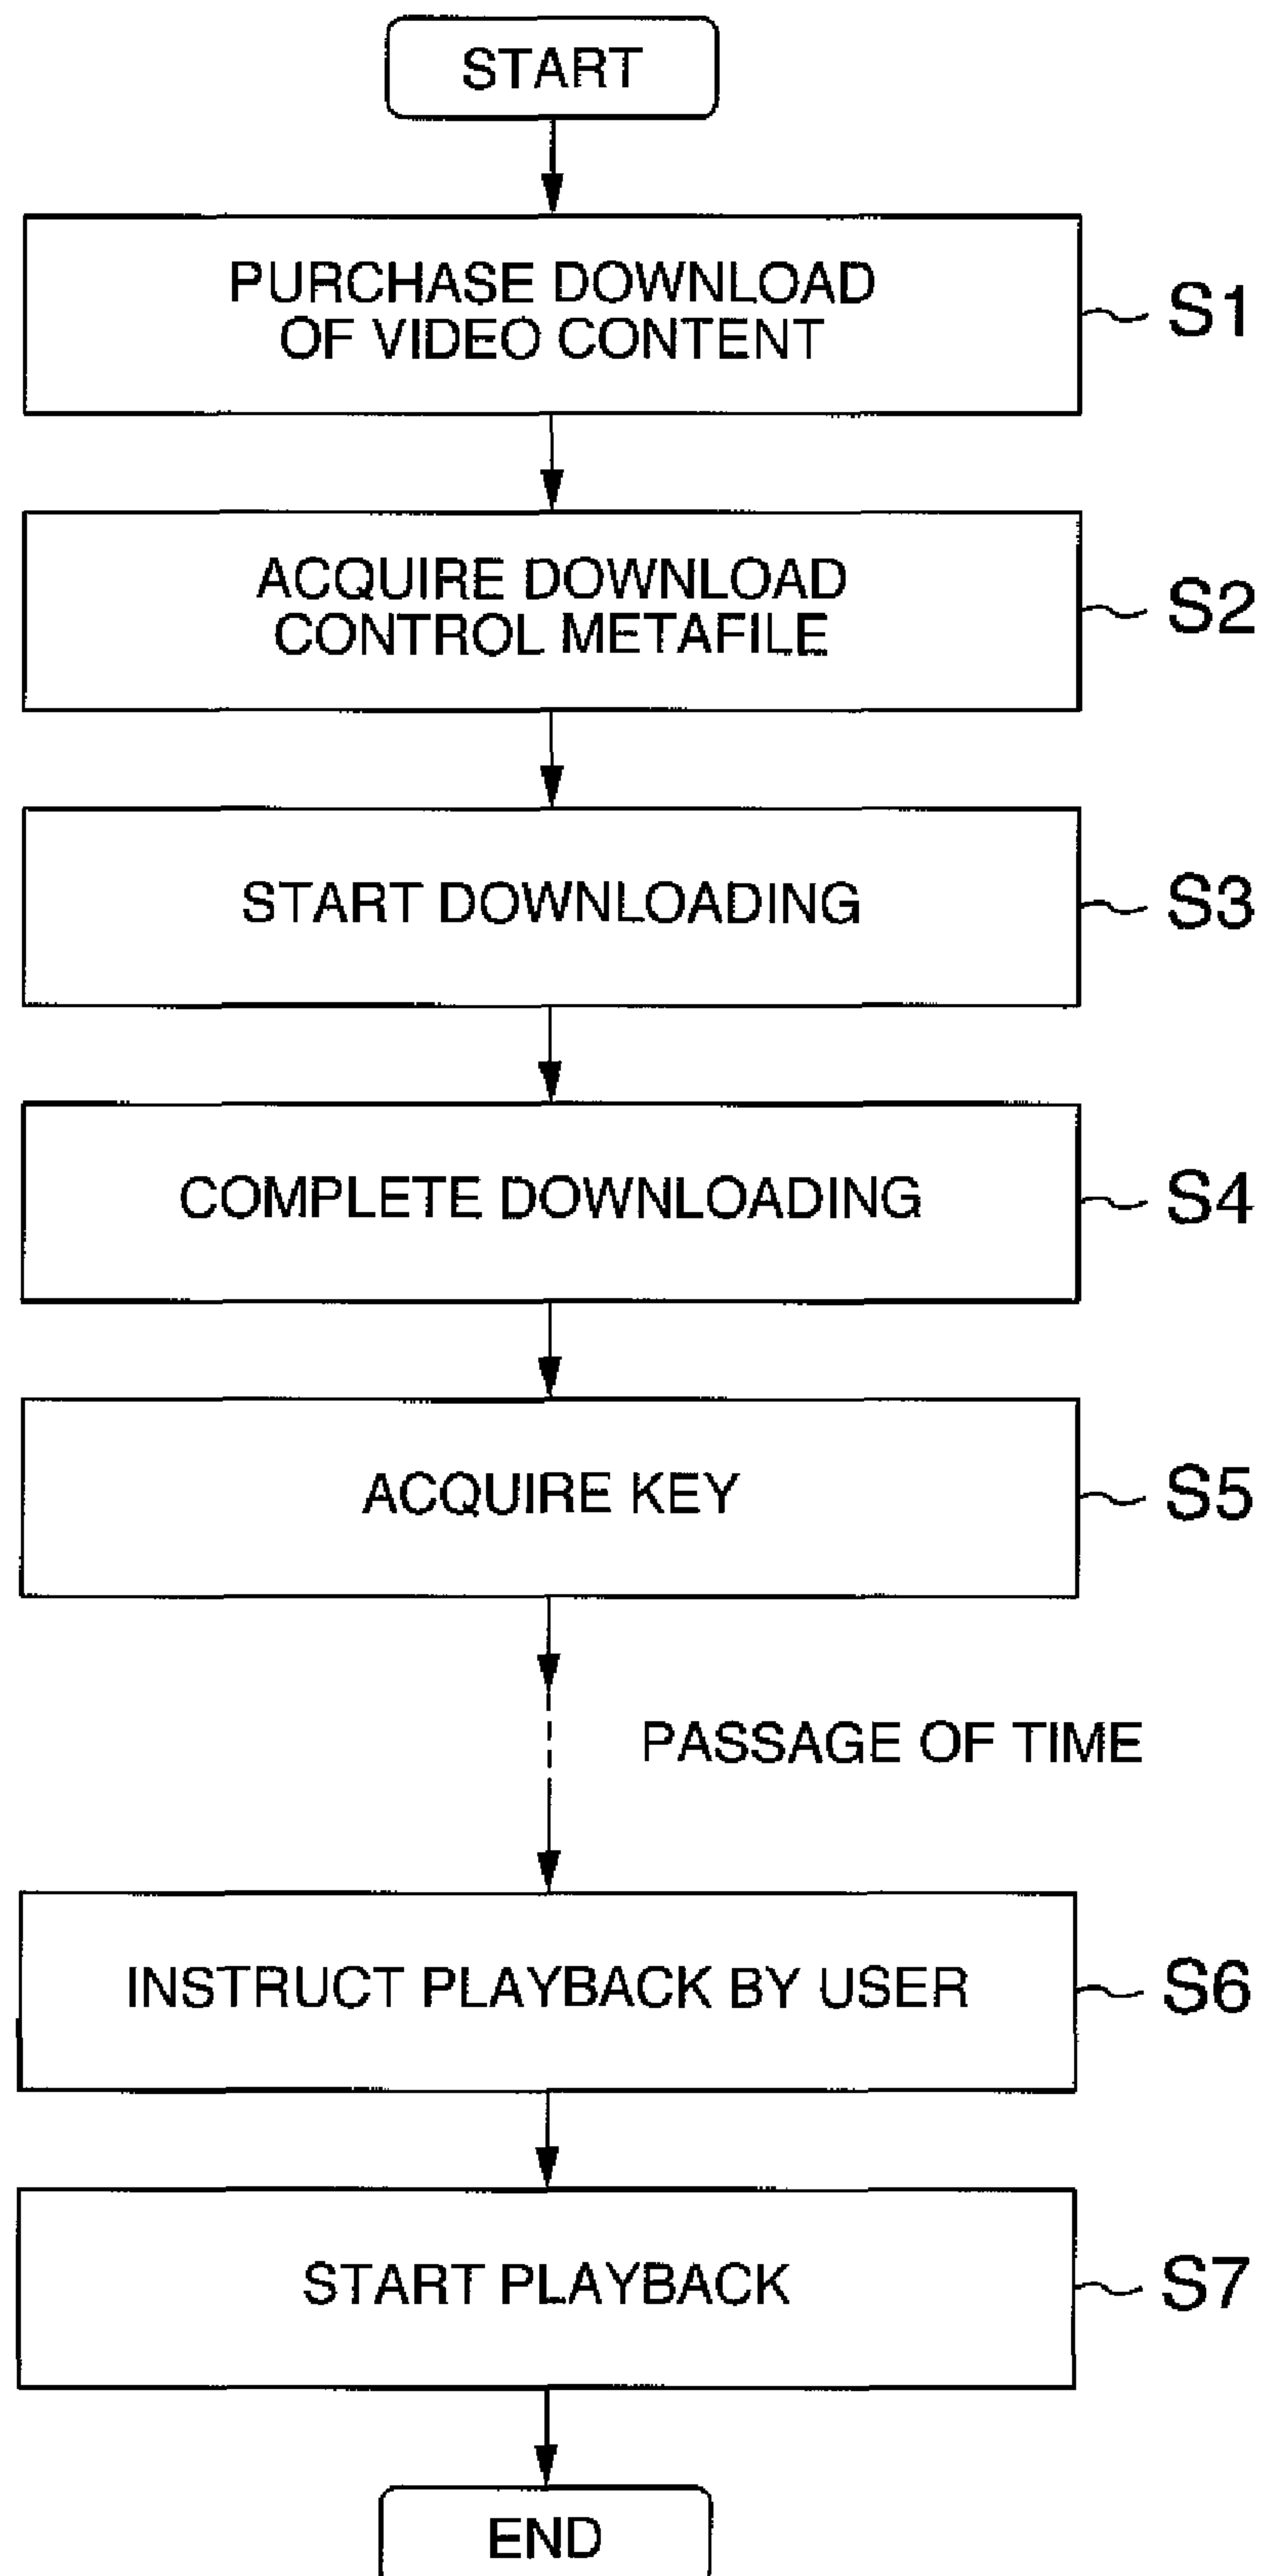 START
PURCHASE DOWNLOAD
OF VIDEO CONTENT
S1
ACQUIRE DOWNLOAD
CONTROL METAFILE
S2
START DOWNLOADING
S3
COMPLETE DOWNLOADING
S4
ACQUIRE KEY
S5
PASSAGE OF TIME
INSTRUCT PLAYBACK BY USER
S6
START PLAYBACK
S7
END